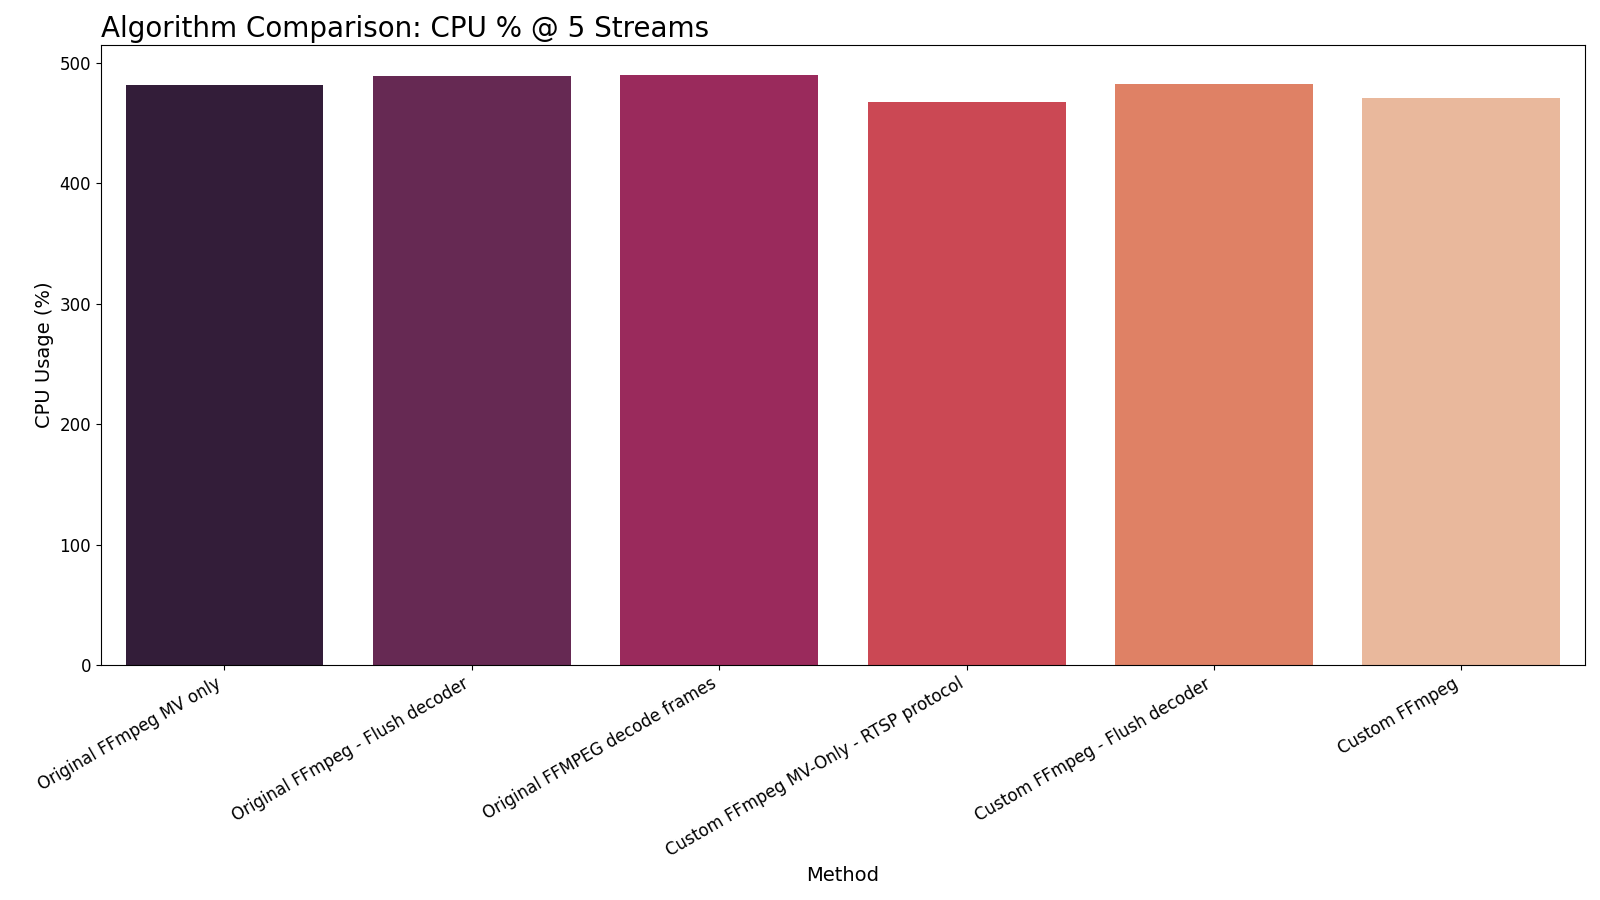 Algorithm Comparison: CPU % @ 5 Streams
500
400
300
200
100
0
CPU Usage (%)
Original FFmpeg MV only
Original FFmpeg - Flush decoder
Original FFMPEG decode frames
Custom FFmpeg MV-Only - RTSP protocol
Custom FFmpeg - Flush decoder
Custom FFmpeg
Method